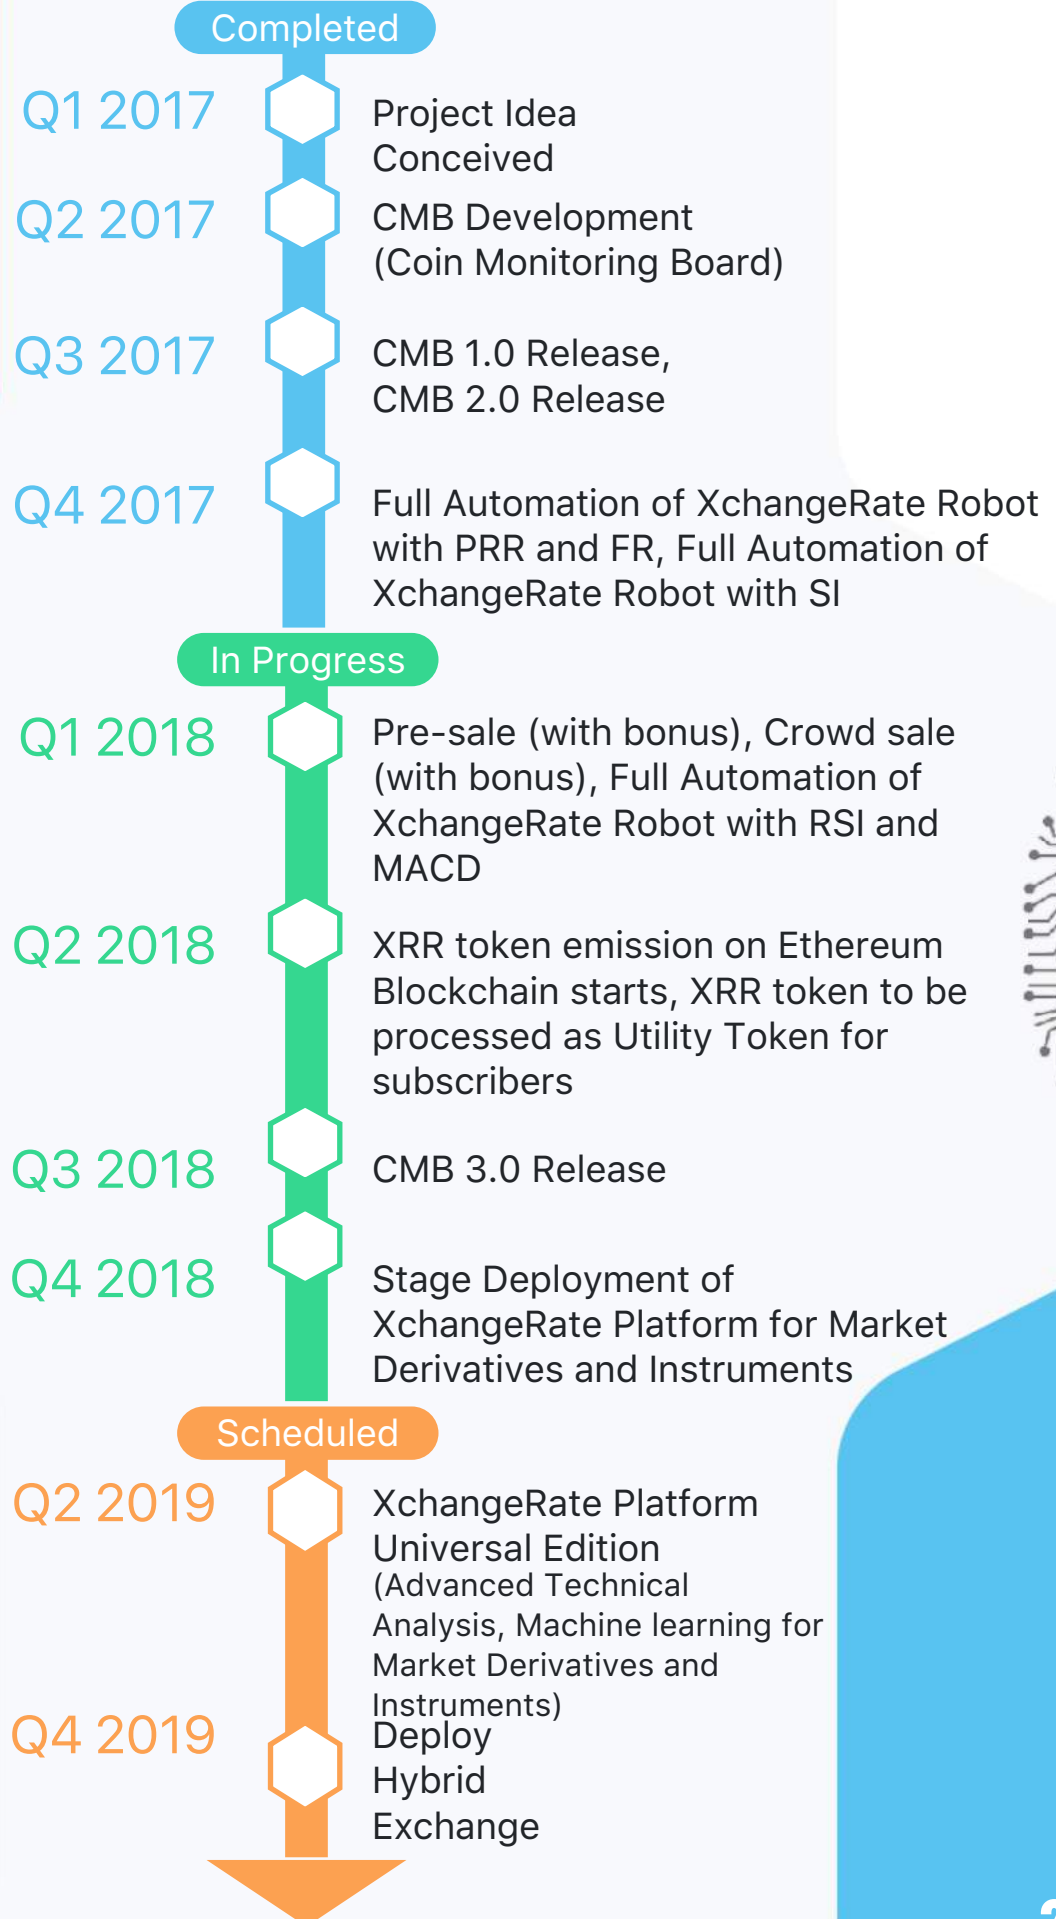 Completed
Q1 2017
Project Idea
Conceived
Q2 2017
CMB Development
(Coin Monitoring Board)
Q3 2017
CMB 1.0 Release,
CMB 2.0 Release
Q4 2017
Full Automation of XchangeRate Robot
with PRR and FR, Full Automation of
XchangeRate Robot with SI
In Progress
Q1 2018
Pre-sale (with bonus), Crowd sale
(with bonus), Full Automation of
XchangeRate Robot with RSI and
MACD
Q2 2018
XRR token emission on Ethereum
Blockchain starts, XRR token to be
processed as Utility Token for
subscribers
Q3 2018
CMB 3.0 Release
Q4 2018
Stage Deployment of
XchangeRate Platform for Market
Derivatives and Instruments
Scheduled
Q2 2019
XchangeRate Platform
Universal Edition
(Advanced Technical
Analysis, Machine learning for
Market Derivatives and
Instruments)
Q4 2019
Deploy
Hybrid
Exchange